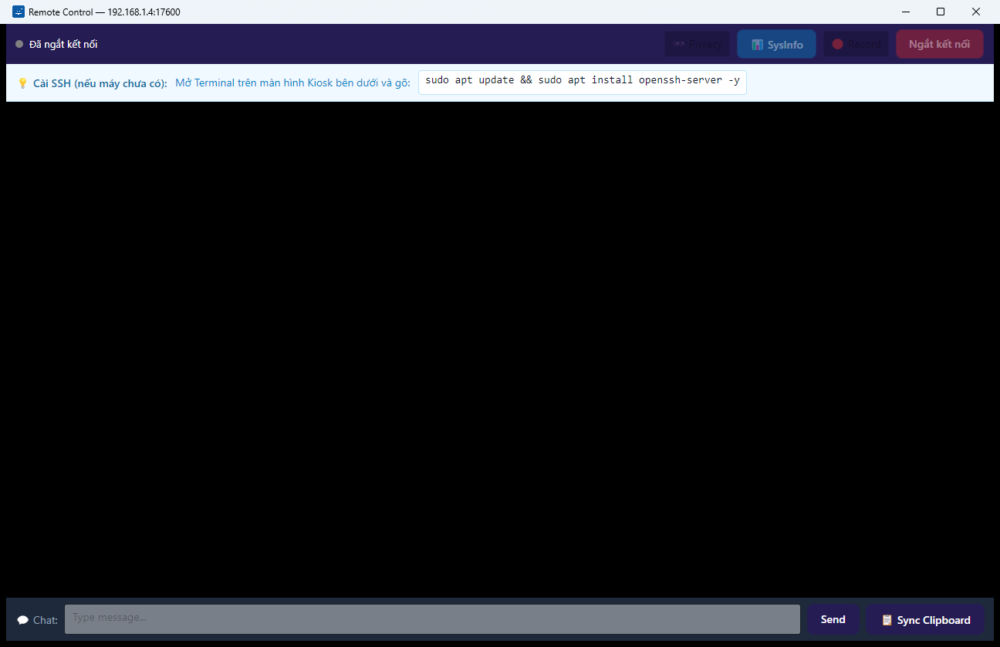 Remote Control — 192.168.1.4:17600
Đã ngắt kết nối
Privacy
SysInfo
Record
Ngắt kết nối
Cài SSH (nếu máy chưa có): Mở Terminal trên màn hình Kiosk bên dưới và gõ: sudo apt update && sudo apt install openssh-server -y
Chat:
Type message...
Send
Sync Clipboard